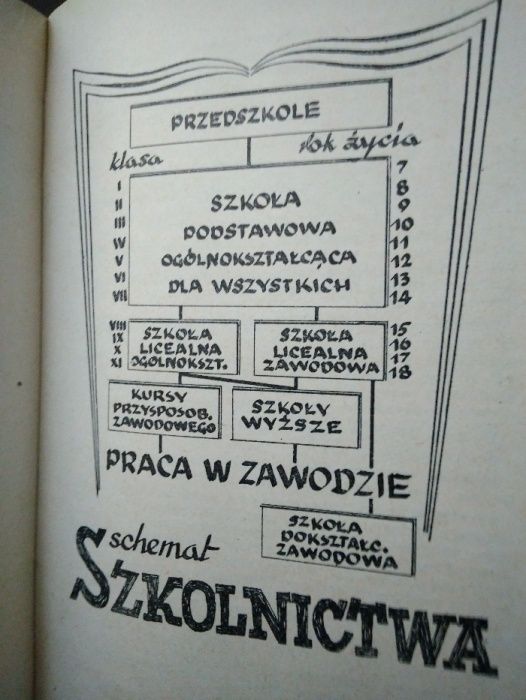 PRZEDSZKOLE
klasa
rok życia
I
II
III
IV
V
VI
VII
SZKOŁA
PODSTAWOWA
OGÓLNOKSZTAŁCĄCA
DLA WSZYSTKICH
7
8
9
10
11
12
13
14
VIII
IX
X
XI
SZKOŁA
LICEALNA
OGÓLNOKSZT.
SZKOŁA
LICEALNA
ZAWODOWA
15
16
17
18
KURSY
PRZYSPOSOB.
ZAWODOWEGO
SZKOŁY
WYŻSZE
PRACA W ZAWODZIE
SZKOŁA
DOKSZTAŁC.
ZAWODOWA
schemat
SZKOLNICTWA